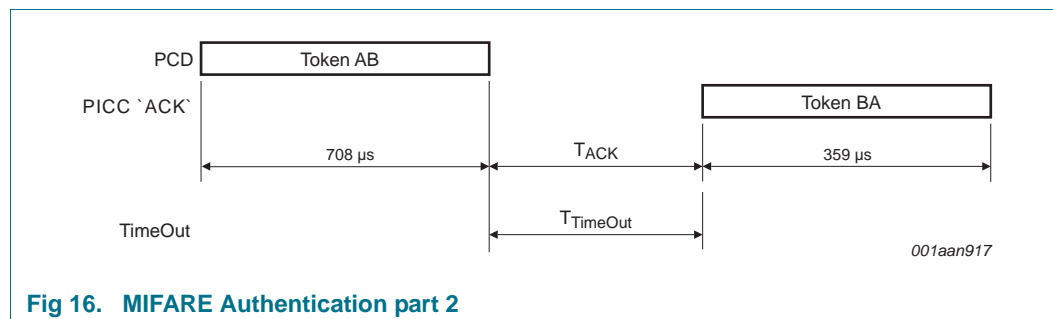 PCD
Token AB
PICC `ACK`
Token BA
708 µs
TACK
359 µs
TimeOut
TTimeOut
001aan917
Fig 16. MIFARE Authentication part 2